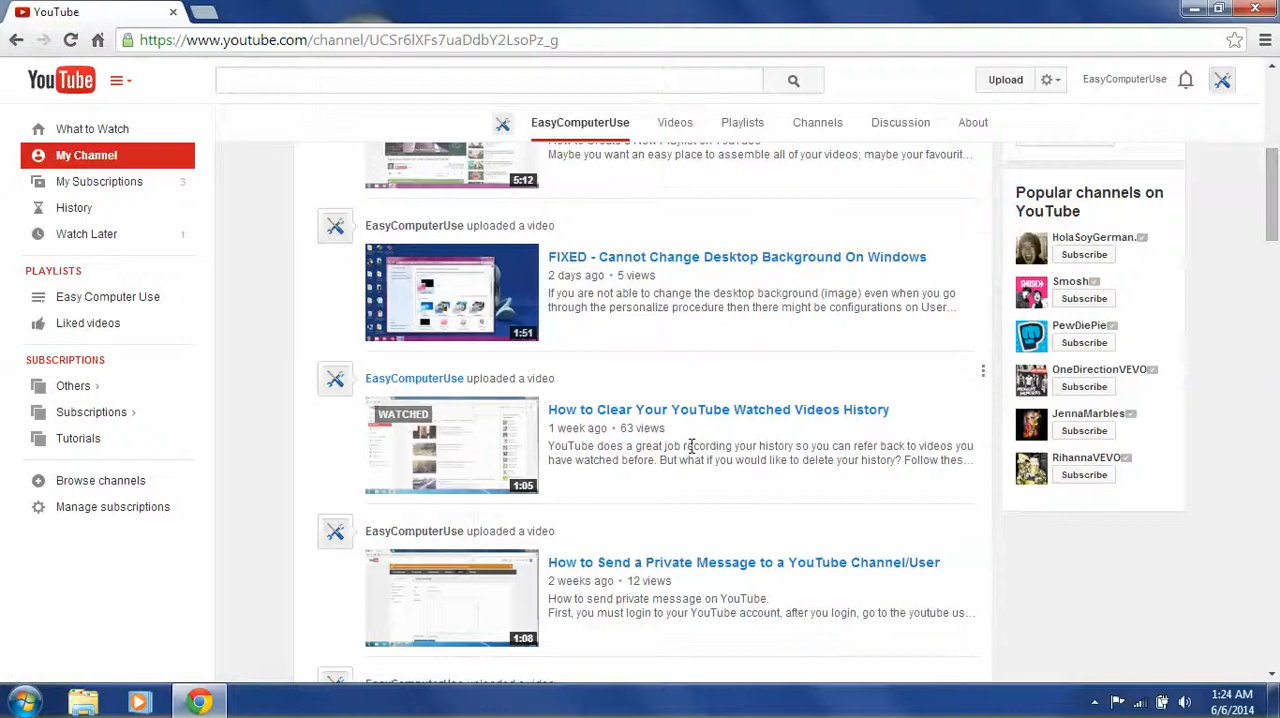 YouTube
https://www.youtube.com/channel/UCSr6lXFs7uaDdbY2LsoPz_g
YouTube
Upload
EasyComputerUse
EasyComputerUse
Videos
Playlists
Channels
Discussion
About
What to Watch
My Channel
My Subscriptions
3
History
Watch Later
1
PLAYLISTS
Easy Computer Use
Liked videos
SUBSCRIPTIONS
Others ›
Subscriptions ›
Tutorials
Browse channels
Manage subscriptions
How to Create a New Playlist on YouTube
Maybe you want an easy place to assemble all of your videos; maybe your favourit...
5:12
EasyComputerUse uploaded a video
FIXED - Cannot Change Desktop Background On Windows
2 days ago • 5 views
If you are not able to change the desktop background (image) even when you go
through the personalize procedure then there might be configurations on User...
1:51
EasyComputerUse uploaded a video
WATCHED
How to Clear Your YouTube Watched Videos History
1 week ago • 63 views
YouTube does a great job recording your history so you can refer back to videos you
have watched before. But what if you would like to delete your history? Follow thes...
1:05
EasyComputerUse uploaded a video
How to Send a Private Message to a YouTube Channel/User
2 weeks ago • 12 views
How to send private message on YouTube.
First, you must login to your YouTube account, after you login, go to the youtube us...
1:08
EasyComputerUse uploaded a video
Popular channels on
YouTube
HolaSoyGerman.
Subscribe
Smosh
Subscribe
PewDiePie
Subscribe
OneDirectionVEVO
Subscribe
JennaMarbles
Subscribe
RihannaVEVO
Subscribe
1:24 AM
6/6/2014